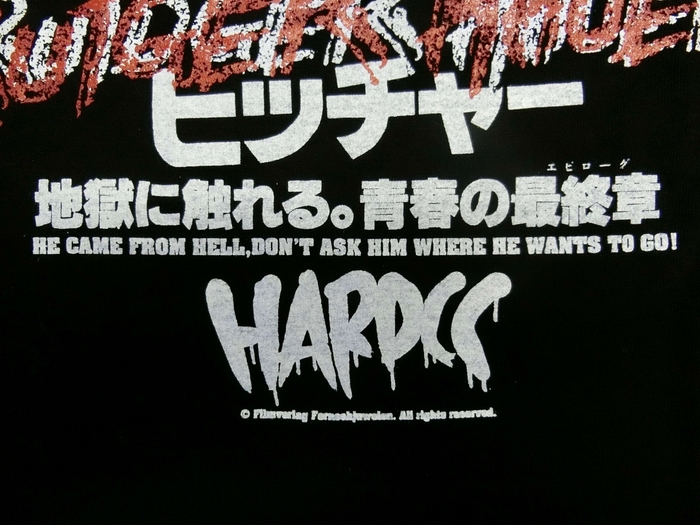 RUTGER HAUER
ヒッチャー
エピローグ
地獄に触れる。青春の最終章
HE CAME FROM HELL,DON'T ASK HIM WHERE HE WANTS TO GO!
HARDCC
© Filmverlag Fernsehjuwelen. All rights reserved.